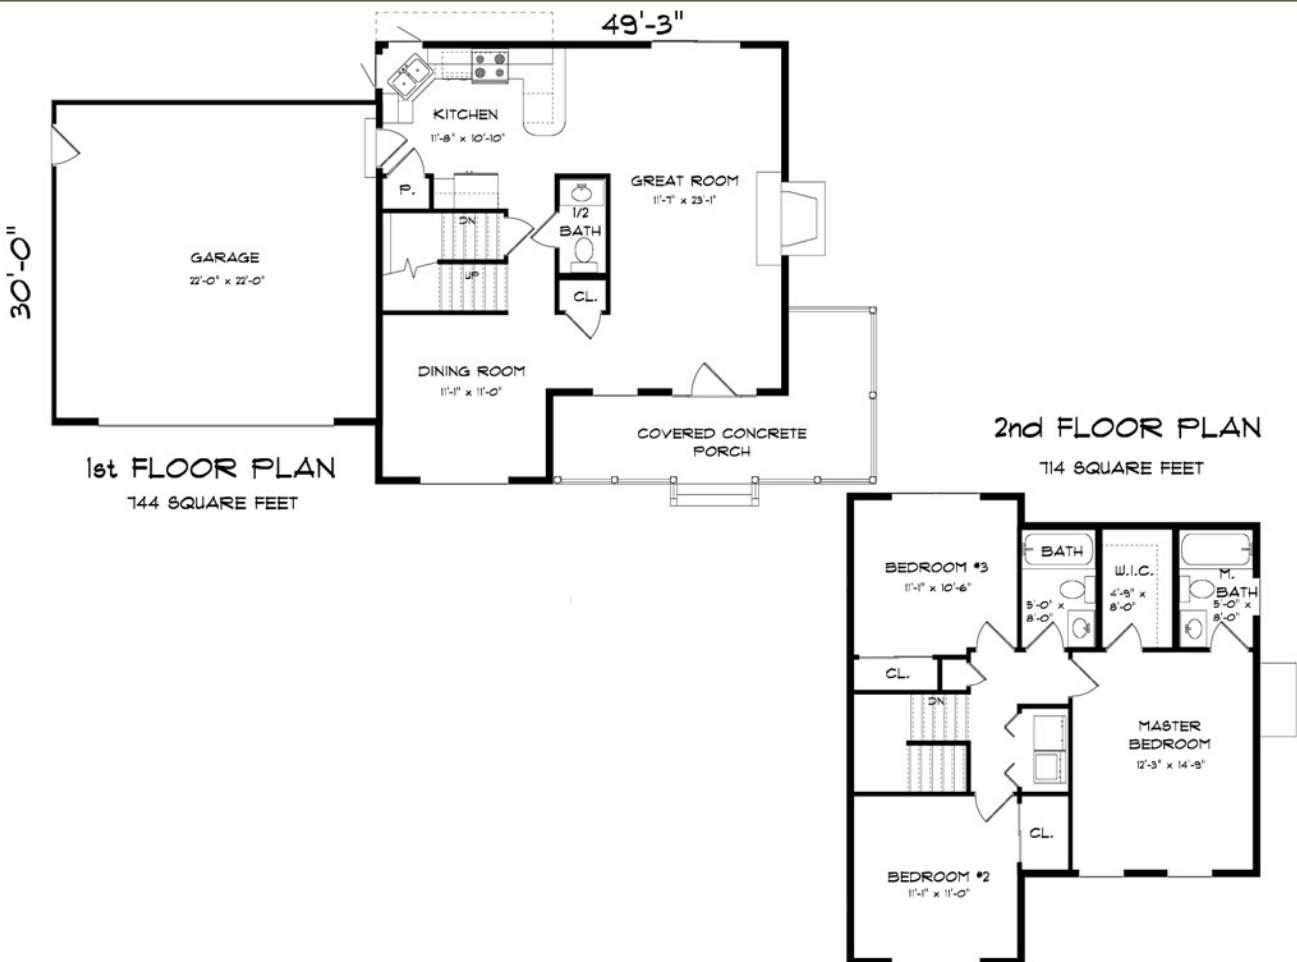 49'-3"
KITCHEN
11'-8" x 10'-10"
P.
GREAT ROOM
11'-7" x 23'-1"
DN
1/2
BATH
30'-0"
GARAGE
22'-0" x 22'-0"
UP
CL.
DINING ROOM
11'-1" x 11'-0"
COVERED CONCRETE
PORCH
1st FLOOR PLAN
744 SQUARE FEET
2nd FLOOR PLAN
714 SQUARE FEET
BEDROOM #3
11'-1" x 10'-6"
BATH
5'-0" x
8'-0"
W.I.C.
4'-9" x
8'-0"
M.
BATH
5'-0" x
8'-0"
CL.
DN
MASTER
BEDROOM
12'-3" x 14'-9"
CL.
BEDROOM #2
11'-1" x 11'-0"